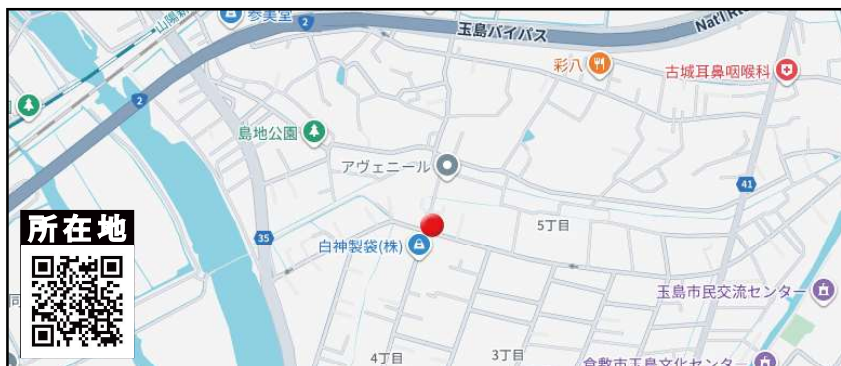 山陽新
参美堂
2
玉島バイパス
Nat'l R
彩八
古城耳鼻咽喉科
2
島地公園
アヴェニール
41
所在地
35
5丁目
白神製袋(株)
玉島市民交流センター
4丁目
3丁目
倉敷市玉島文化センター